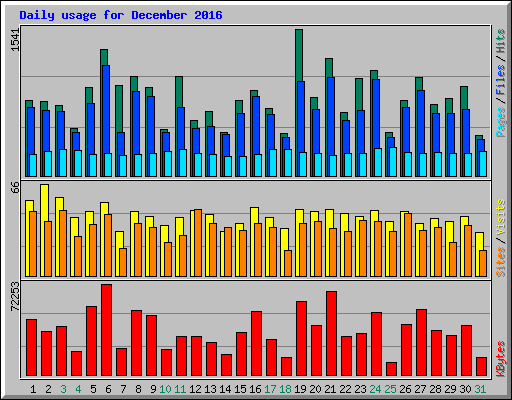 Daily usage for December 2016
1541
Pages / Files / Hits
66
Sites / Visits
72253
KBytes
1 2 3 4 5 6 7 8 9 10 11 12 13 14 15 16 17 18 19 20 21 22 23 24 25 26 27 28 29 30 31